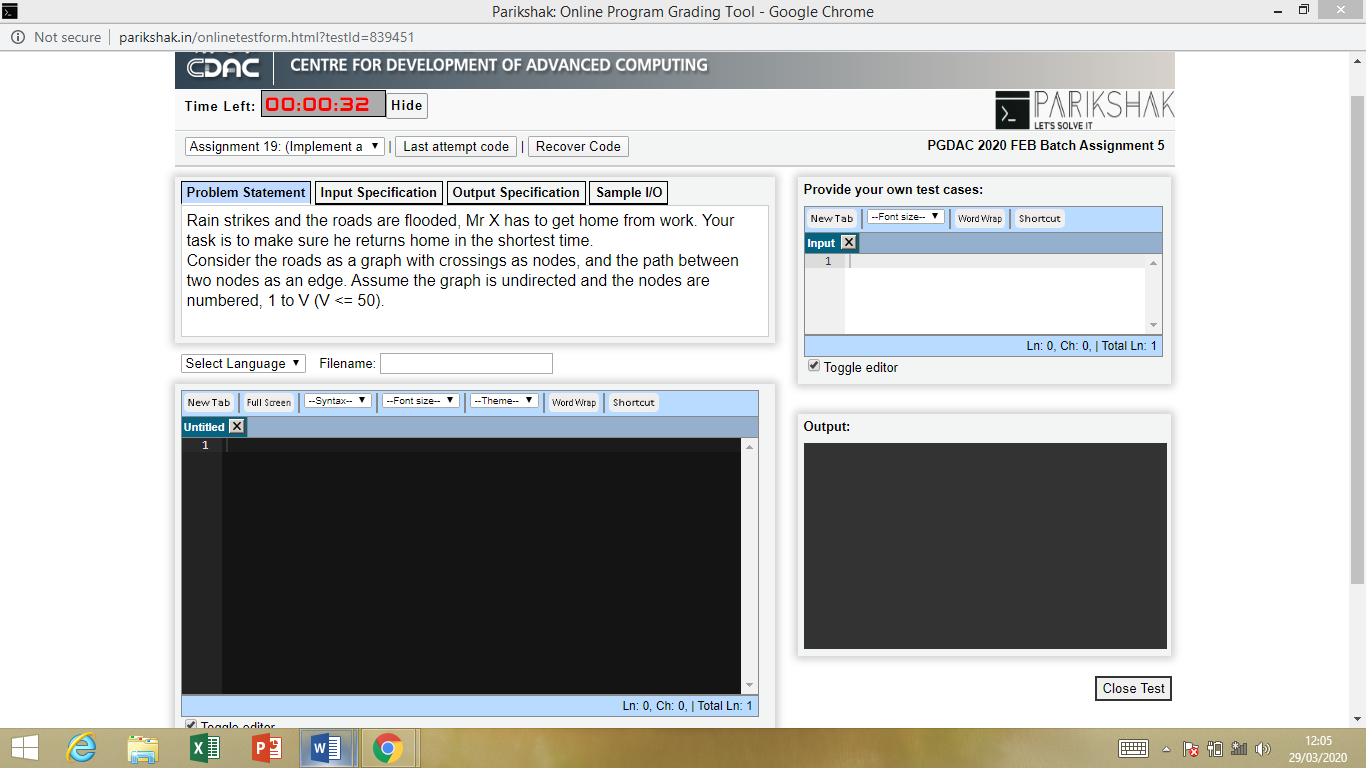 Parikshak: Online Program Grading Tool - Google Chrome
Not secure | parikshak.in/onlinetestform.html?testId=839451
CDAC CENTRE FOR DEVELOPMENT OF ADVANCED COMPUTING
Time Left: 00:00:32 Hide
PARIKSHAK
LET'S SOLVE IT
Assignment 19: (Implement a | Last attempt code | Recover Code
PGDAC 2020 FEB Batch Assignment 5
Problem Statement Input Specification Output Specification Sample I/O
Rain strikes and the roads are flooded, Mr X has to get home from work. Your
task is to make sure he returns home in the shortest time.
Consider the roads as a graph with crossings as nodes, and the path between
two nodes as an edge. Assume the graph is undirected and the nodes are
numbered, 1 to V (V <= 50).
Select Language Filename:
New Tab Full Screen --Syntax-- --Font size-- --Theme-- Word Wrap Shortcut
Untitled X
1
Ln: 0, Ch: 0, | Total Ln: 1
Toggle editor
Provide your own test cases:
New Tab --Font size-- Word Wrap Shortcut
Input X
1
Ln: 0, Ch: 0, | Total Ln: 1
Toggle editor
Output:
Close Test
12:05
29/03/2020